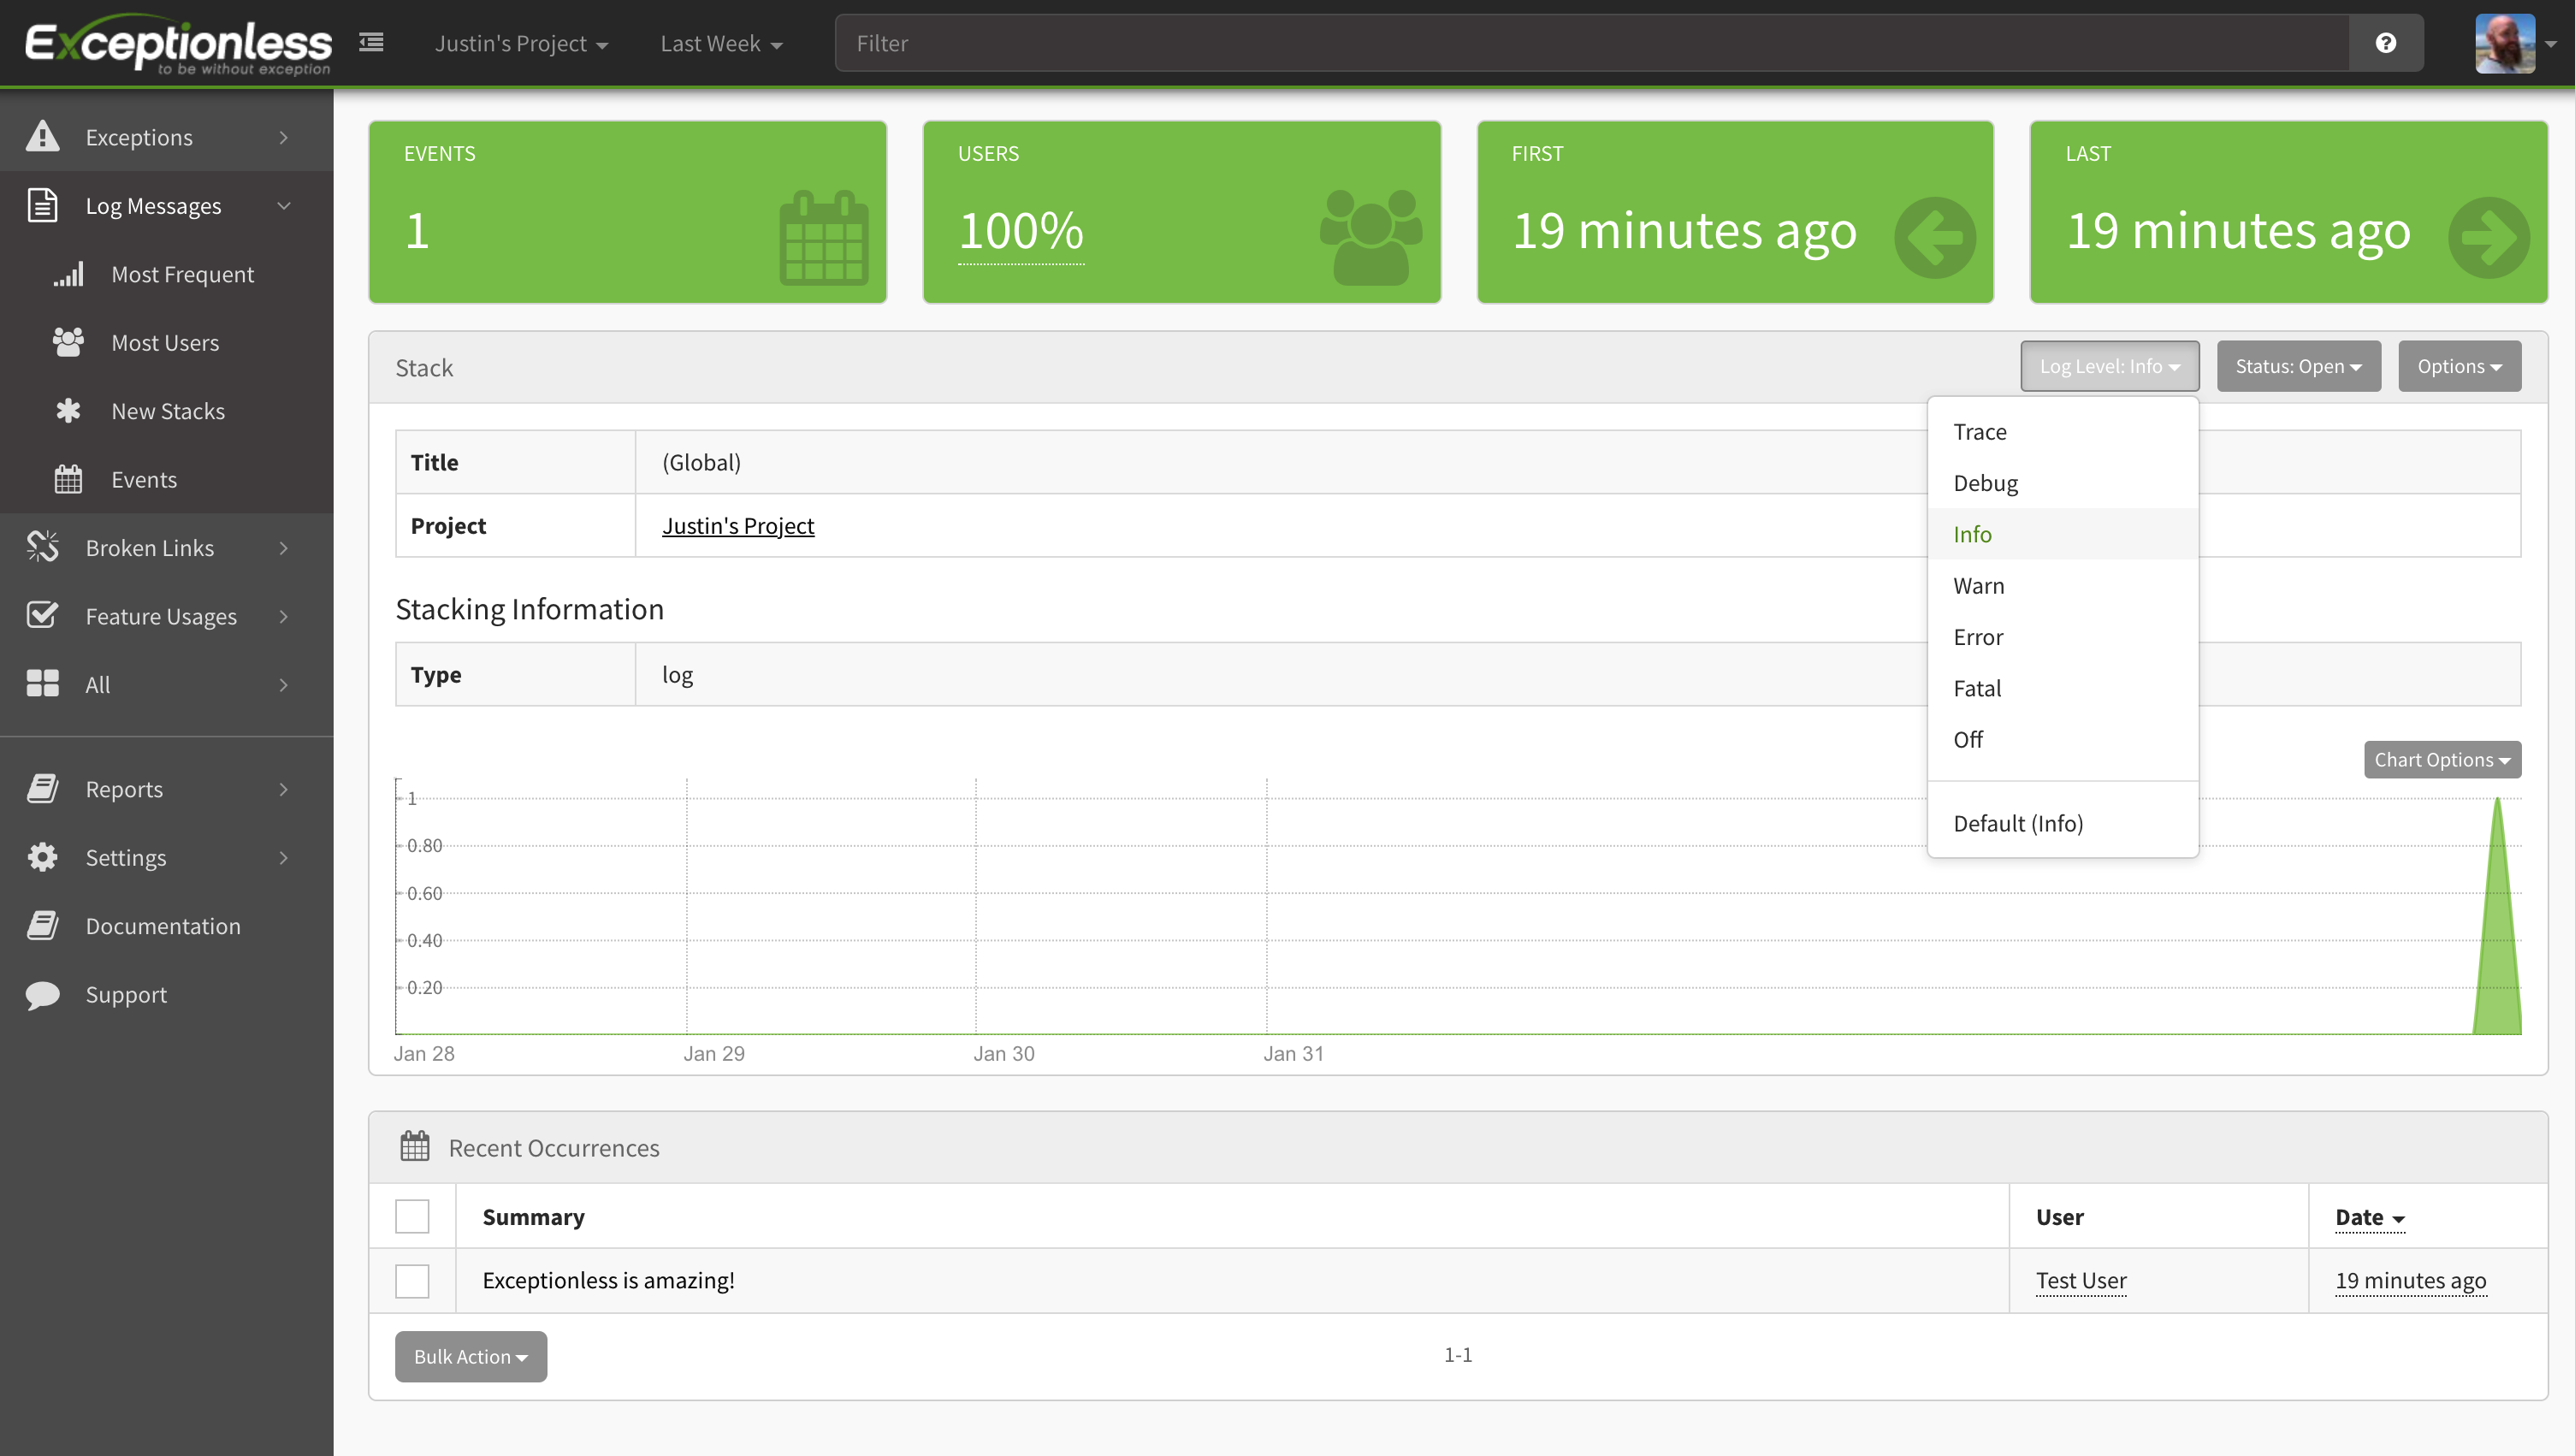 Exceptionless
to be without exception
Justin's Project
Last Week
Filter
Exceptions
Log Messages
Most Frequent
Most Users
New Stacks
Events
Broken Links
Feature Usages
All
Reports
Settings
Documentation
Support
EVENTS
1
USERS
100%
FIRST
19 minutes ago
LAST
19 minutes ago
Stack
Log Level: Info
Status: Open
Options
Trace
Debug
Info
Warn
Error
Fatal
Off
Default (Info)
Title (Global)
Project Justin's Project
Stacking Information
Type log
Chart Options
1
0.80
0.60
0.40
0.20
Jan 28 Jan 29 Jan 30 Jan 31
Recent Occurrences
Summary User Date
Exceptionless is amazing! Test User 19 minutes ago
Bulk Action
1-1